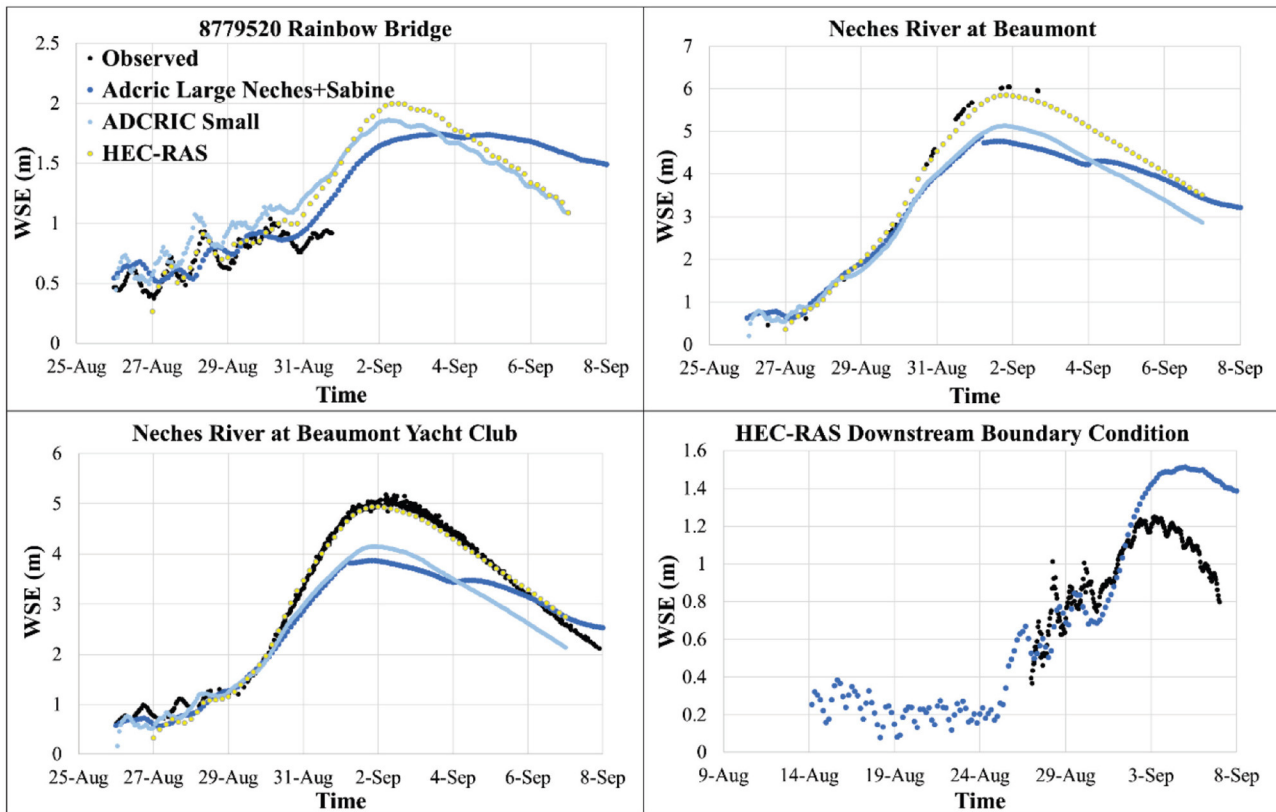 8779520 Rainbow Bridge
2.5
2
1.5
1
0.5
0
WSE (m)
Observed
Adcric Large Neches+Sabine
ADCRIC Small
HEC-RAS
25-Aug 27-Aug 29-Aug 31-Aug 2-Sep 4-Sep 6-Sep 8-Sep
Time
Neches River at Beaumont
7
6
5
4
3
2
1
0
WSE (m)
25-Aug 27-Aug 29-Aug 31-Aug 2-Sep 4-Sep 6-Sep 8-Sep
Time
Neches River at Beaumont Yacht Club
6
5
4
3
2
1
0
WSE (m)
25-Aug 27-Aug 29-Aug 31-Aug 2-Sep 4-Sep 6-Sep 8-Sep
Time
HEC-RAS Downstream Boundary Condition
1.6
1.4
1.2
1
0.8
0.6
0.4
0.2
0
WSE (m)
9-Aug 14-Aug 19-Aug 24-Aug 29-Aug 3-Sep 8-Sep
Time